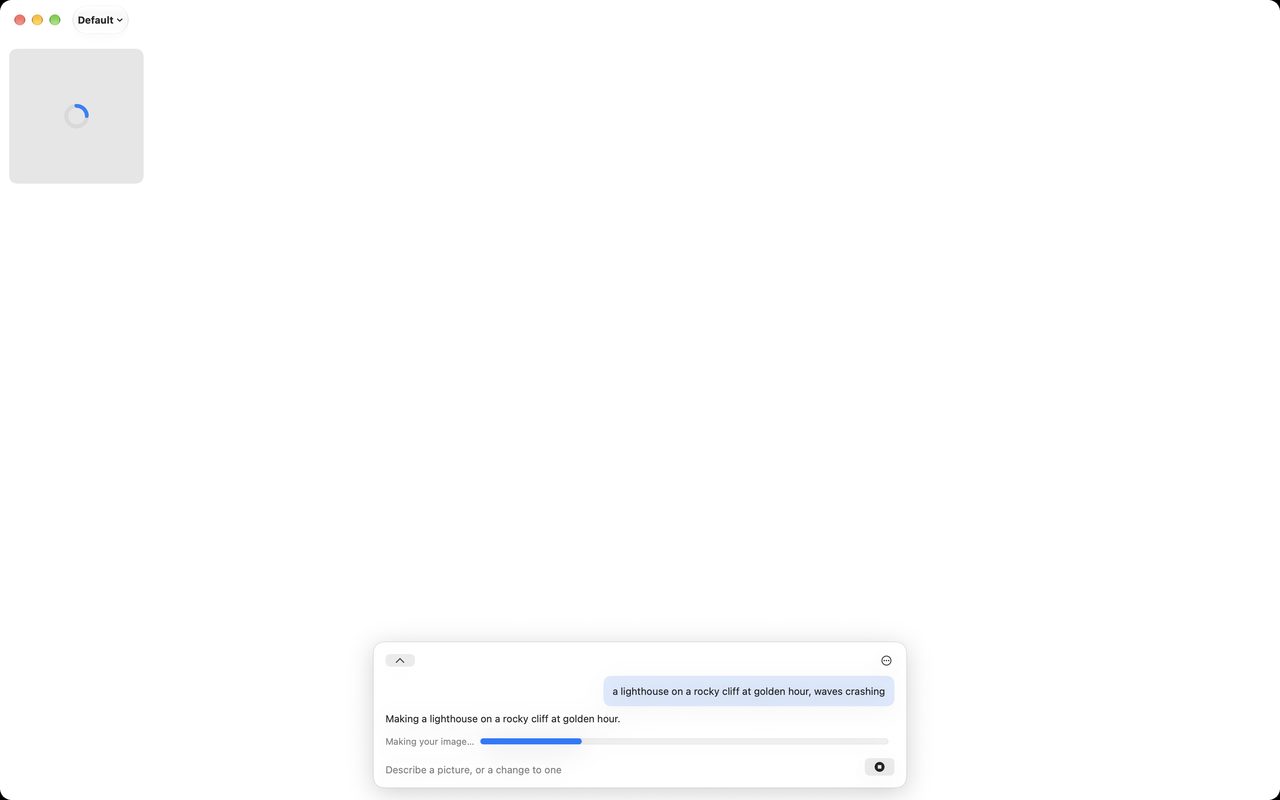 Default
a lighthouse on a rocky cliff at golden hour, waves crashing
Making a lighthouse on a rocky cliff at golden hour.
Making your image...
Describe a picture, or a change to one